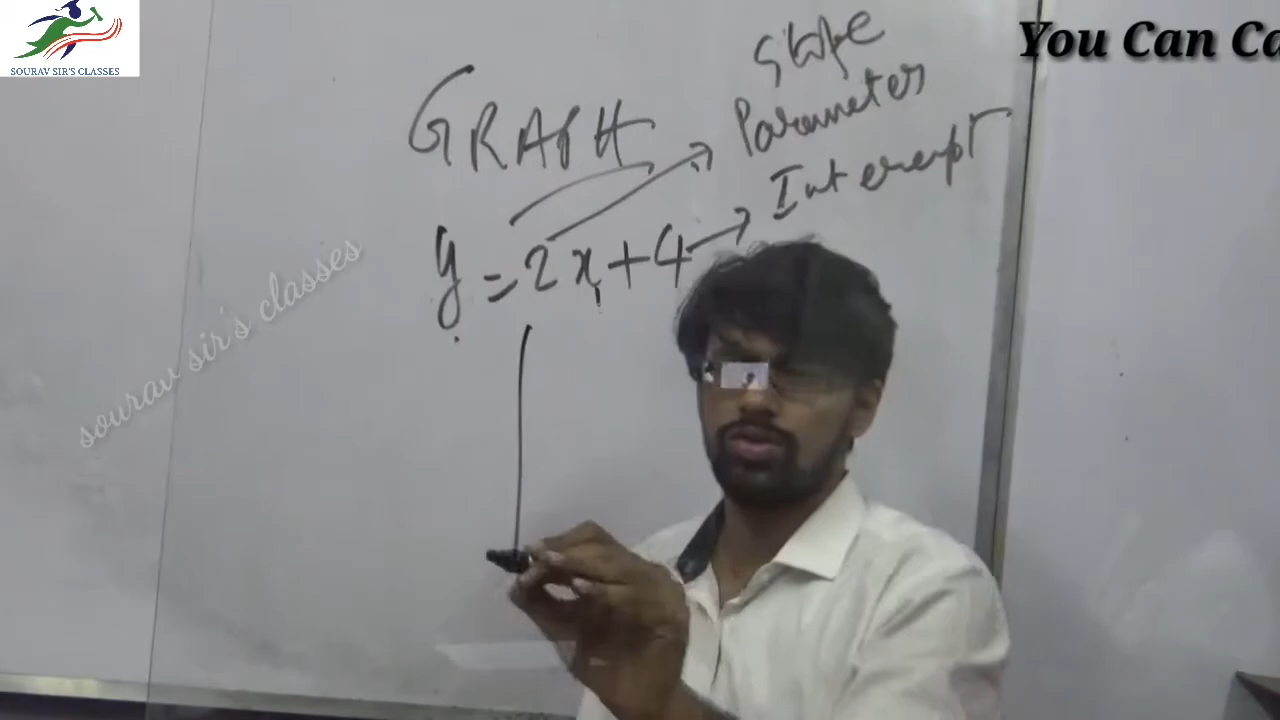 SOURAV SIR'S CLASSES
You Can Ca
Slope
Parameter
Intercept
GRAPH
y = 2x + 4
sourav sir's classes